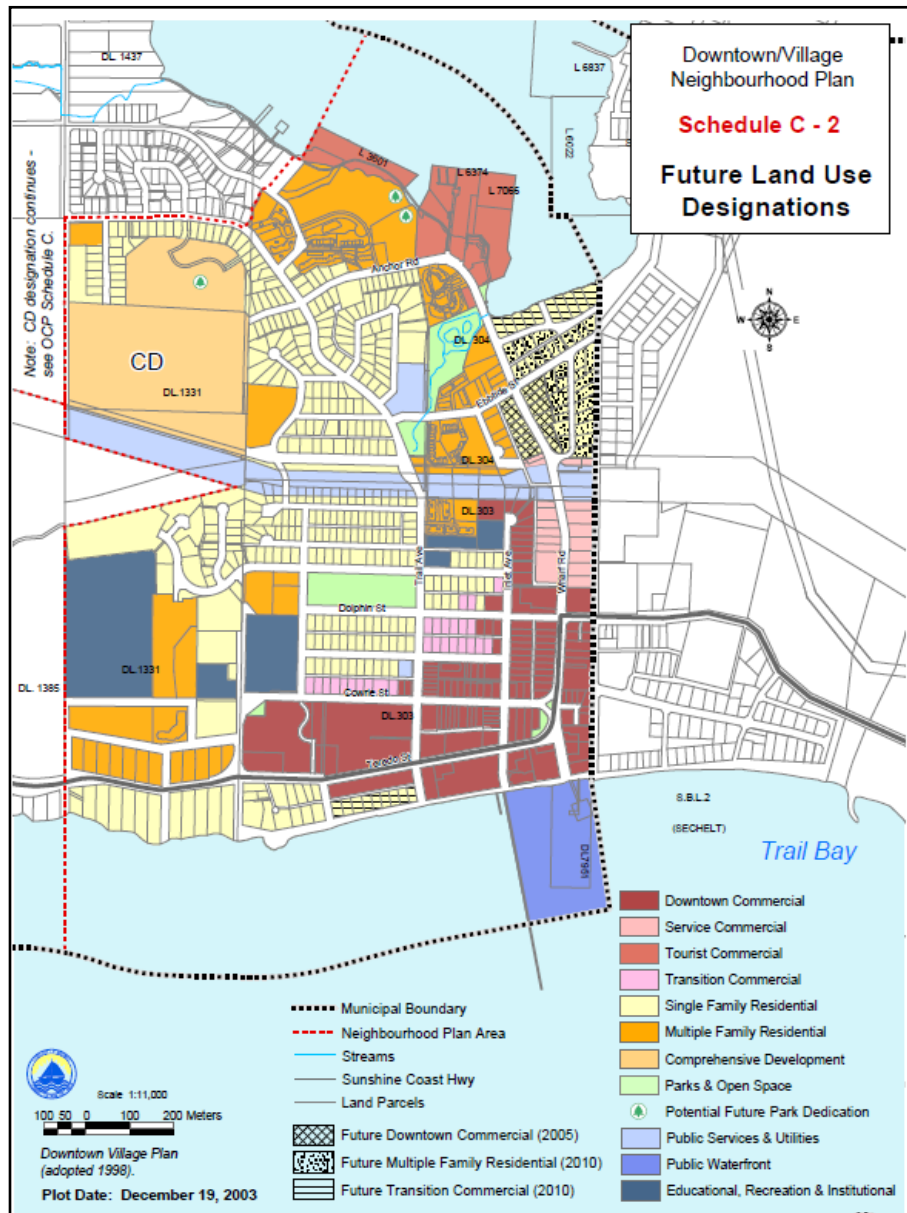 Downtown/Village
Neighbourhood Plan
Schedule C - 2
Future Land Use
Designations
DL. 1437
L 6837
L 6022
L 3601
L 6374
L 7065
Note: CD designation continues -
see OCP Schedule C.
Anchor Rd
N
W
E
S
CD
DL.1331
DL. 304
Ebbtide St
DL.304
DL.303
Trail Ave
Inlet Ave
Wharf Rd
Dolphin St
DL. 1385
DL.1331
Cowrie St
DL.303
Teredo St
S.B.L.2
(SECHELT)
DL7951
Trail Bay
Downtown Commercial
Service Commercial
Tourist Commercial
Transition Commercial
Single Family Residential
Multiple Family Residential
Comprehensive Development
Parks & Open Space
Potential Future Park Dedication
Public Services & Utilities
Public Waterfront
Educational, Recreation & Institutional
Municipal Boundary
Neighbourhood Plan Area
Streams
Sunshine Coast Hwy
Land Parcels
Future Downtown Commercial (2005)
Future Multiple Family Residential (2010)
Future Transition Commercial (2010)
Scale 1:11,000
100 50 0 100 200 Meters
Downtown Village Plan
(adopted 1998).
Plot Date: December 19, 2003